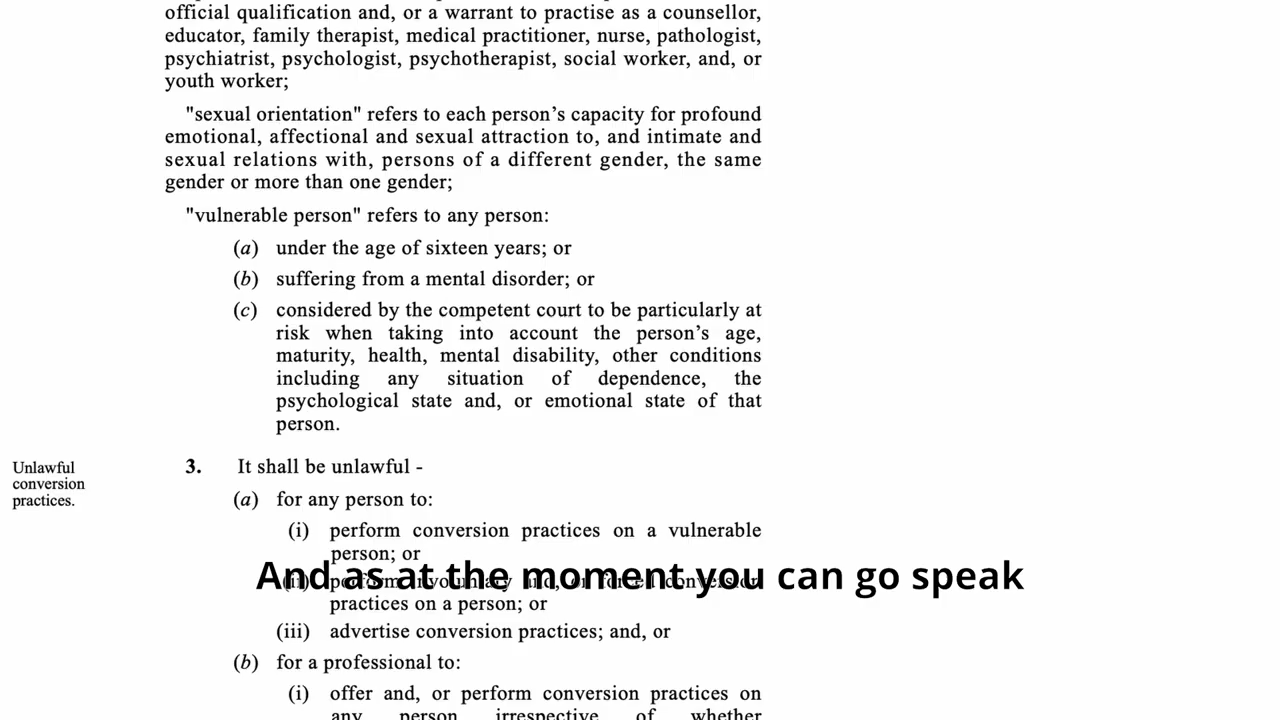 official qualification and, or a warrant to practise as a counsellor,
educator, family therapist, medical practitioner, nurse, pathologist,
psychiatrist, psychologist, psychotherapist, social worker, and, or
youth worker;
"sexual orientation" refers to each person’s capacity for profound
emotional, affectional and sexual attraction to, and intimate and
sexual relations with, persons of a different gender, the same
gender or more than one gender;
"vulnerable person" refers to any person:
(a) under the age of sixteen years; or
(b) suffering from a mental disorder; or
(c) considered by the competent court to be particularly at
risk when taking into account the person’s age,
maturity, health, mental disability, other conditions
including any situation of dependence, the
psychological state and, or emotional state of that
person.
Unlawful
conversion
practices.
3. It shall be unlawful -
(a) for any person to:
(i) perform conversion practices on a vulnerable
person; or
(ii) perform involuntary and, or forced conversion
practices on a person; or
(iii) advertise conversion practices; and, or
(b) for a professional to:
(i) offer and, or perform conversion practices on
any person irrespective of whether
And as at the moment you can go speak